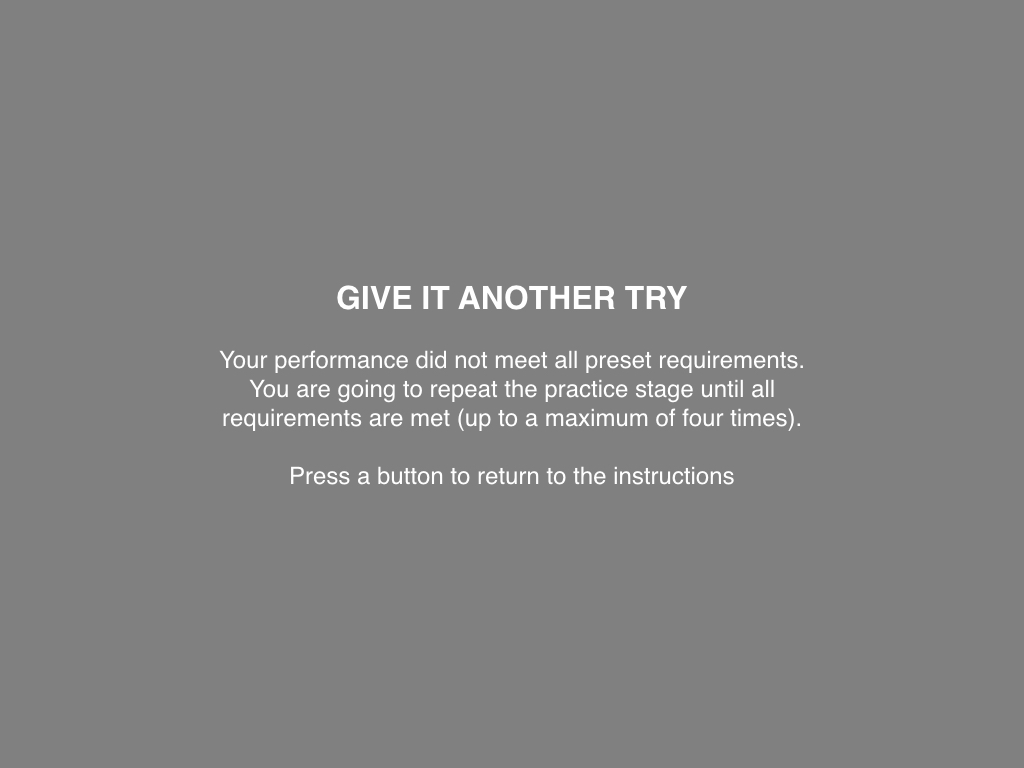 GIVE IT ANOTHER TRY
Your performance did not meet all preset requirements.
You are going to repeat the practice stage until all
requirements are met (up to a maximum of four times).
Press a button to return to the instructions